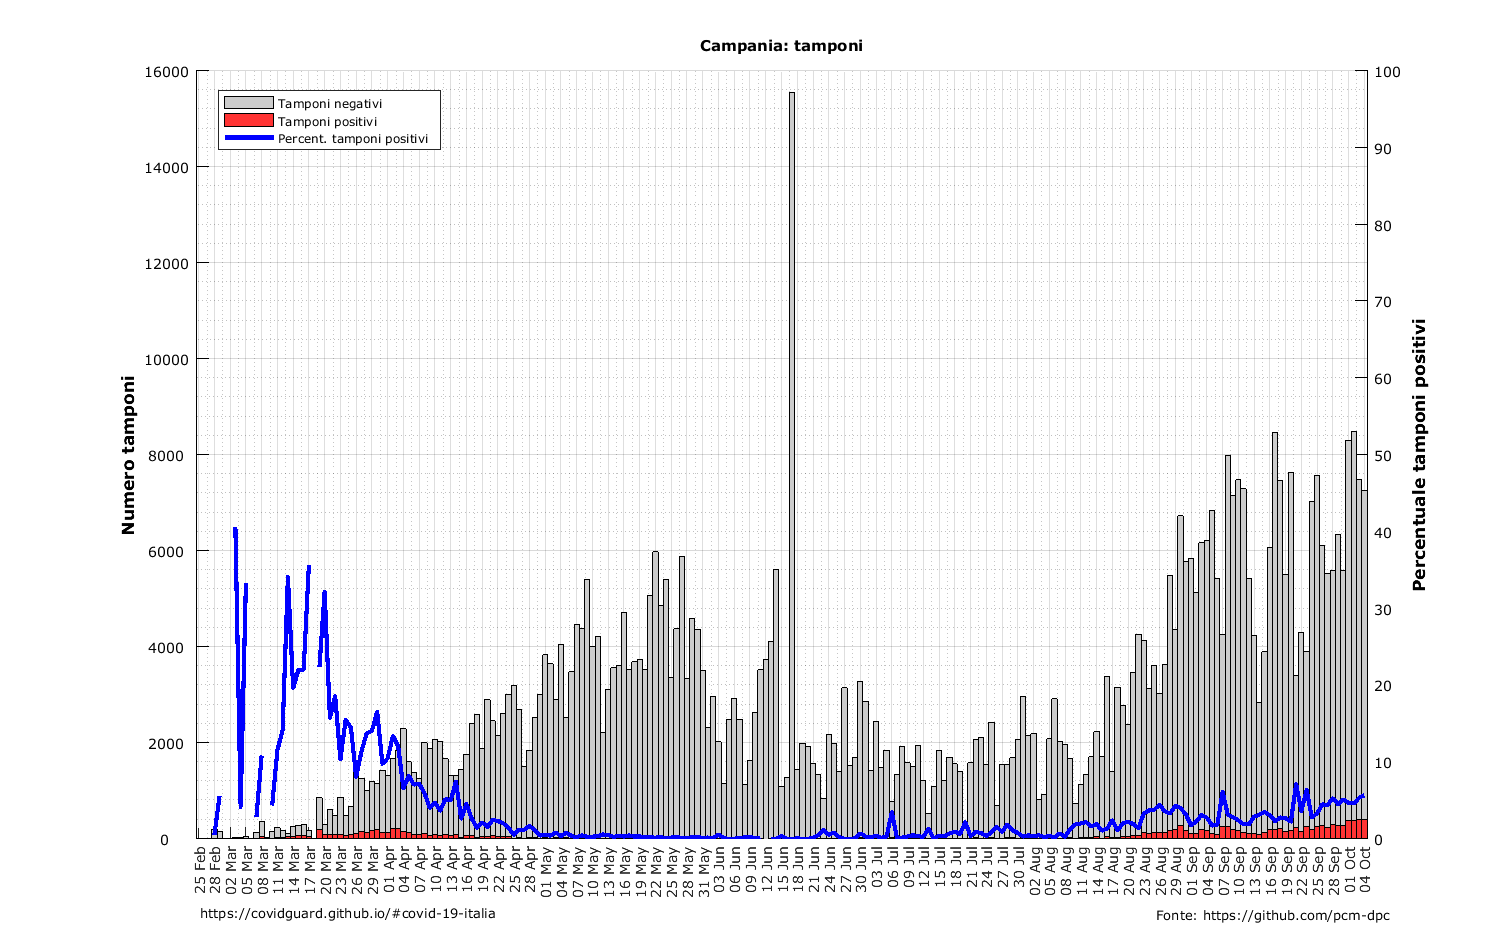 Campania: tamponi
16000
14000
12000
10000
8000
6000
4000
2000
0
Numero tamponi
Tamponi negativi
Tamponi positivi
Percent. tamponi positivi
100
90
80
70
60
50
40
30
20
10
0
Percentuale tamponi positivi
25 Feb
28 Feb
02 Mar
05 Mar
08 Mar
11 Mar
14 Mar
17 Mar
20 Mar
23 Mar
26 Mar
29 Mar
01 Apr
04 Apr
07 Apr
10 Apr
13 Apr
16 Apr
19 Apr
22 Apr
25 Apr
28 Apr
01 May
04 May
07 May
10 May
13 May
16 May
19 May
22 May
25 May
28 May
31 May
03 Jun
06 Jun
09 Jun
12 Jun
15 Jun
18 Jun
21 Jun
24 Jun
27 Jun
30 Jun
03 Jul
06 Jul
09 Jul
12 Jul
15 Jul
18 Jul
21 Jul
24 Jul
27 Jul
30 Jul
02 Aug
05 Aug
08 Aug
11 Aug
14 Aug
17 Aug
20 Aug
23 Aug
26 Aug
29 Aug
01 Sep
04 Sep
07 Sep
10 Sep
13 Sep
16 Sep
19 Sep
22 Sep
25 Sep
28 Sep
01 Oct
04 Oct
https://covidguard.github.io/#covid-19-italia
Fonte: https://github.com/pcm-dpc